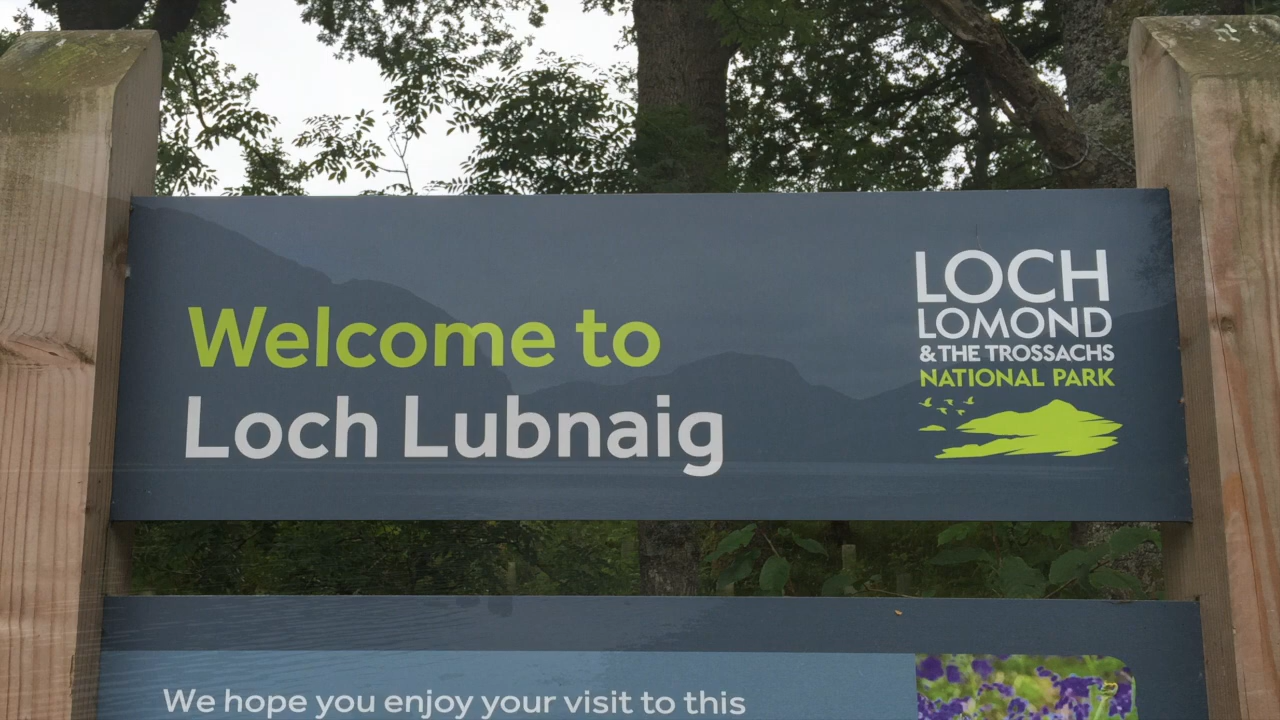 Welcome to
Loch Lubnaig
LOCH
LOMOND
& THE TROSSACHS
NATIONAL PARK
We hope you enjoy your visit to this